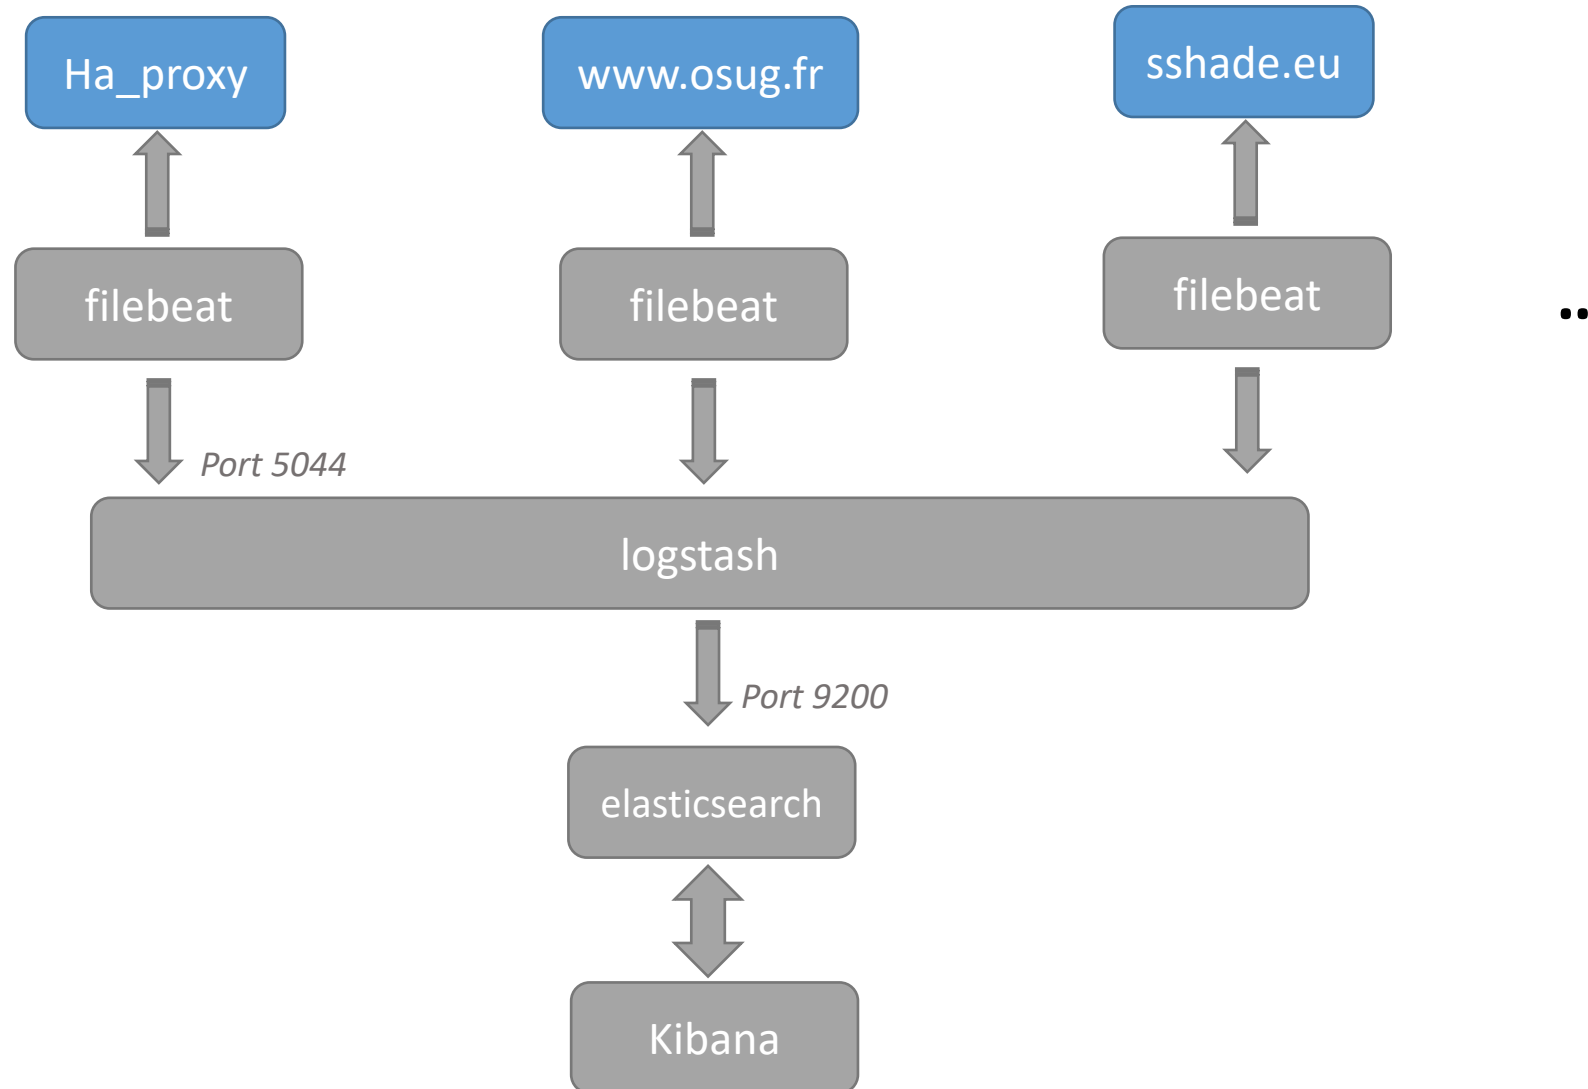 Ha_proxy
www.osug.fr
sshade.eu
filebeat
filebeat
filebeat
..
Port 5044
logstash
Port 9200
elasticsearch
Kibana